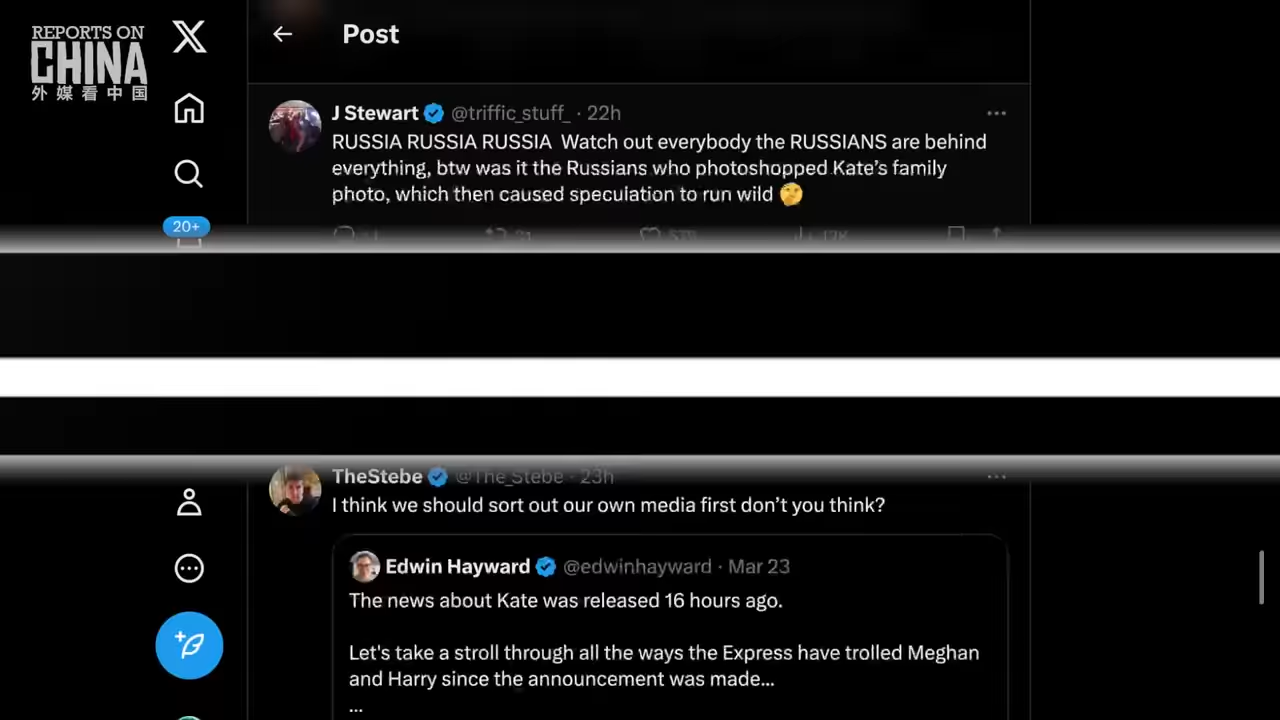 REPORTS ON
CHINA
外媒看中国
Post
J Stewart @triffic_stuff_ · 22h
RUSSIA RUSSIA RUSSIA Watch out everybody the RUSSIANS are behind
everything, btw was it the Russians who photoshopped Kate’s family
photo, which then caused speculation to run wild 🤔
20+
TheStebe @The_Stebe · 23h
I think we should sort out our own media first don’t you think?
Edwin Hayward @edwinhayward · Mar 23
The news about Kate was released 16 hours ago.
Let's take a stroll through all the ways the Express have trolled Meghan
and Harry since the announcement was made...
...